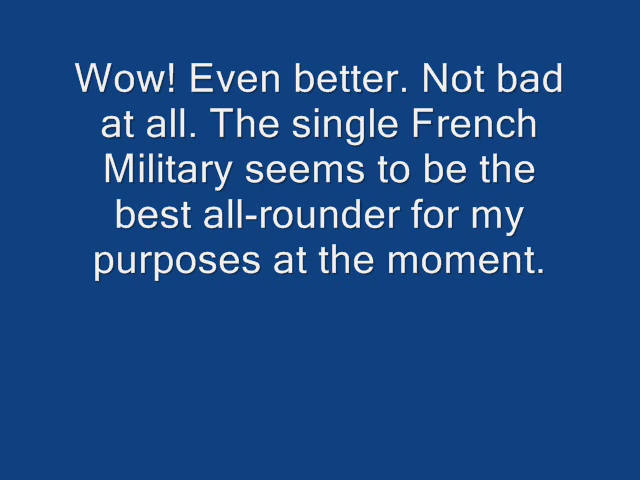 Wow! Even better. Not bad
at all. The single French
Military seems to be the
best all-rounder for my
purposes at the moment.